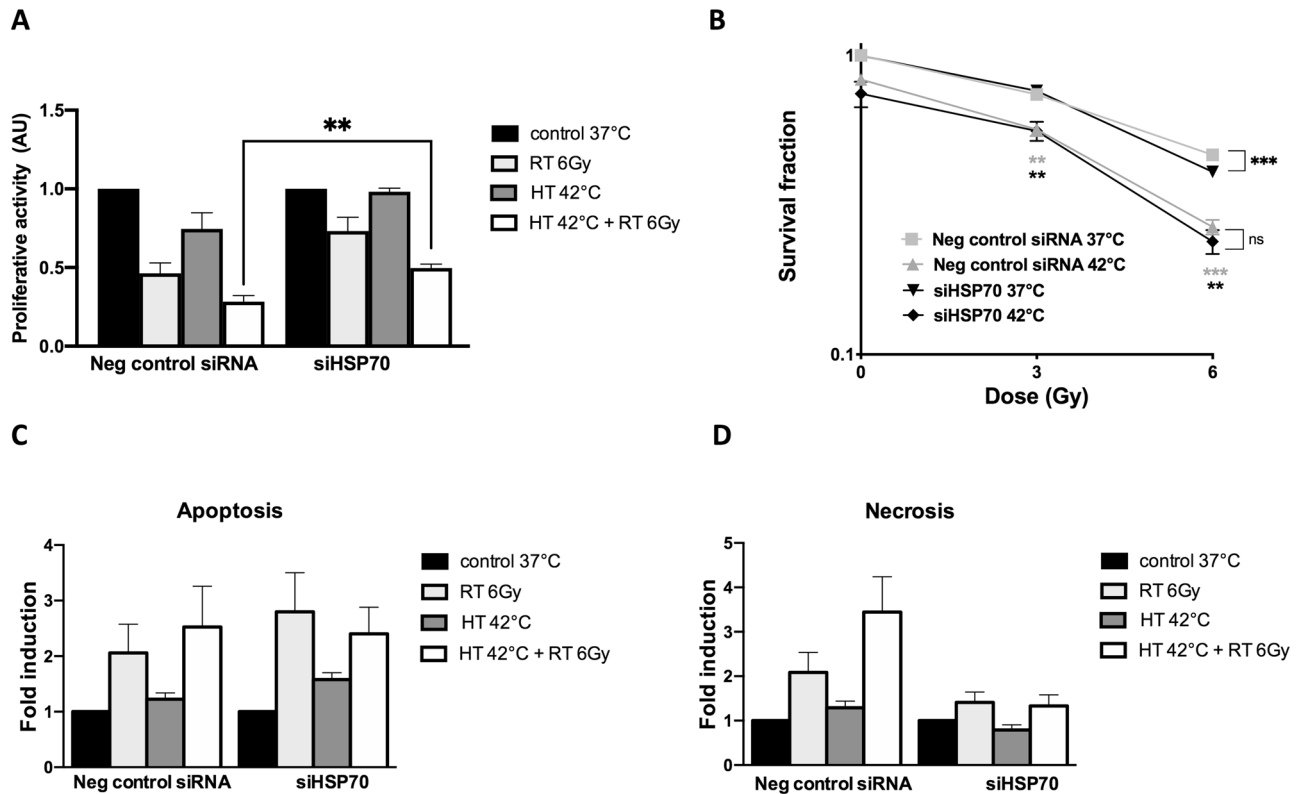 A
Proliferative activity (AU)
1.5
1.0
0.5
0.0
**
Neg control siRNA
siHSP70
control 37°C
RT 6Gy
HT 42°C
HT 42°C + RT 6Gy
B
Survival fraction
1
0.1
0
3
6
Dose (Gy)
**
**
***
ns
***
**
Neg control siRNA 37°C
Neg control siRNA 42°C
siHSP70 37°C
siHSP70 42°C
C
Apoptosis
Fold induction
4
3
2
1
0
Neg control siRNA
siHSP70
control 37°C
RT 6Gy
HT 42°C
HT 42°C + RT 6Gy
D
Necrosis
Fold induction
5
4
3
2
1
0
Neg control siRNA
siHSP70
control 37°C
RT 6Gy
HT 42°C
HT 42°C + RT 6Gy